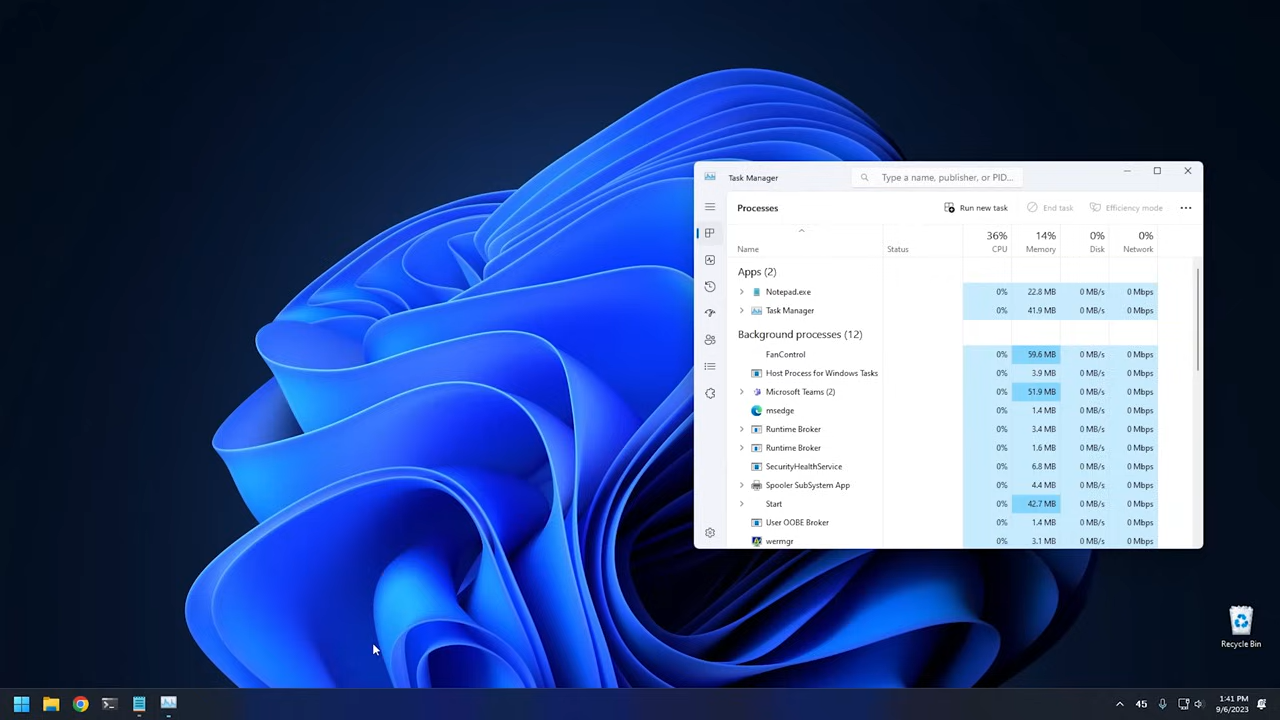 Task Manager
Type a name, publisher, or PID...
Processes
Run new task
End task
Efficiency mode
36% 14% 0% 0%
Name Status CPU Memory Disk Network
Apps (2)
Notepad.exe 0% 22.8 MB 0 MB/s 0 Mbps
Task Manager 0% 41.9 MB 0 MB/s 0 Mbps
Background processes (12)
FanControl 0% 59.6 MB 0 MB/s 0 Mbps
Host Process for Windows Tasks 0% 3.9 MB 0 MB/s 0 Mbps
Microsoft Teams (2) 0% 51.9 MB 0 MB/s 0 Mbps
msedge 0% 1.4 MB 0 MB/s 0 Mbps
Runtime Broker 0% 3.4 MB 0 MB/s 0 Mbps
Runtime Broker 0% 1.6 MB 0 MB/s 0 Mbps
SecurityHealthService 0% 6.8 MB 0 MB/s 0 Mbps
Spooler SubSystem App 0% 4.4 MB 0 MB/s 0 Mbps
Start 0% 42.7 MB 0 MB/s 0 Mbps
User OOBE Broker 0% 1.4 MB 0 MB/s 0 Mbps
wermgr 0% 3.1 MB 0 MB/s 0 Mbps
Recycle Bin
45
1:41 PM
9/6/2023